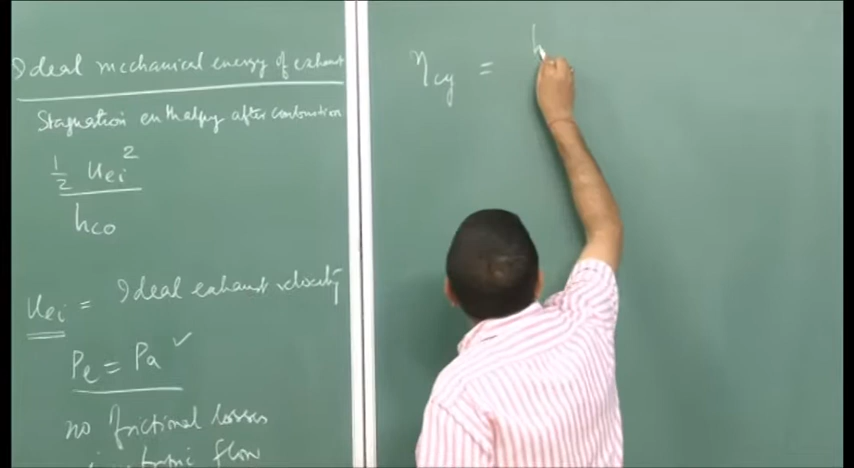 Ideal mechanical energy of exhaust
Stagnation enthalpy after combustion
1/2 uei²
hco
uei = Ideal exhaust velocity
Pe = Pa ✓
no frictional losses
flow
ηcy = h